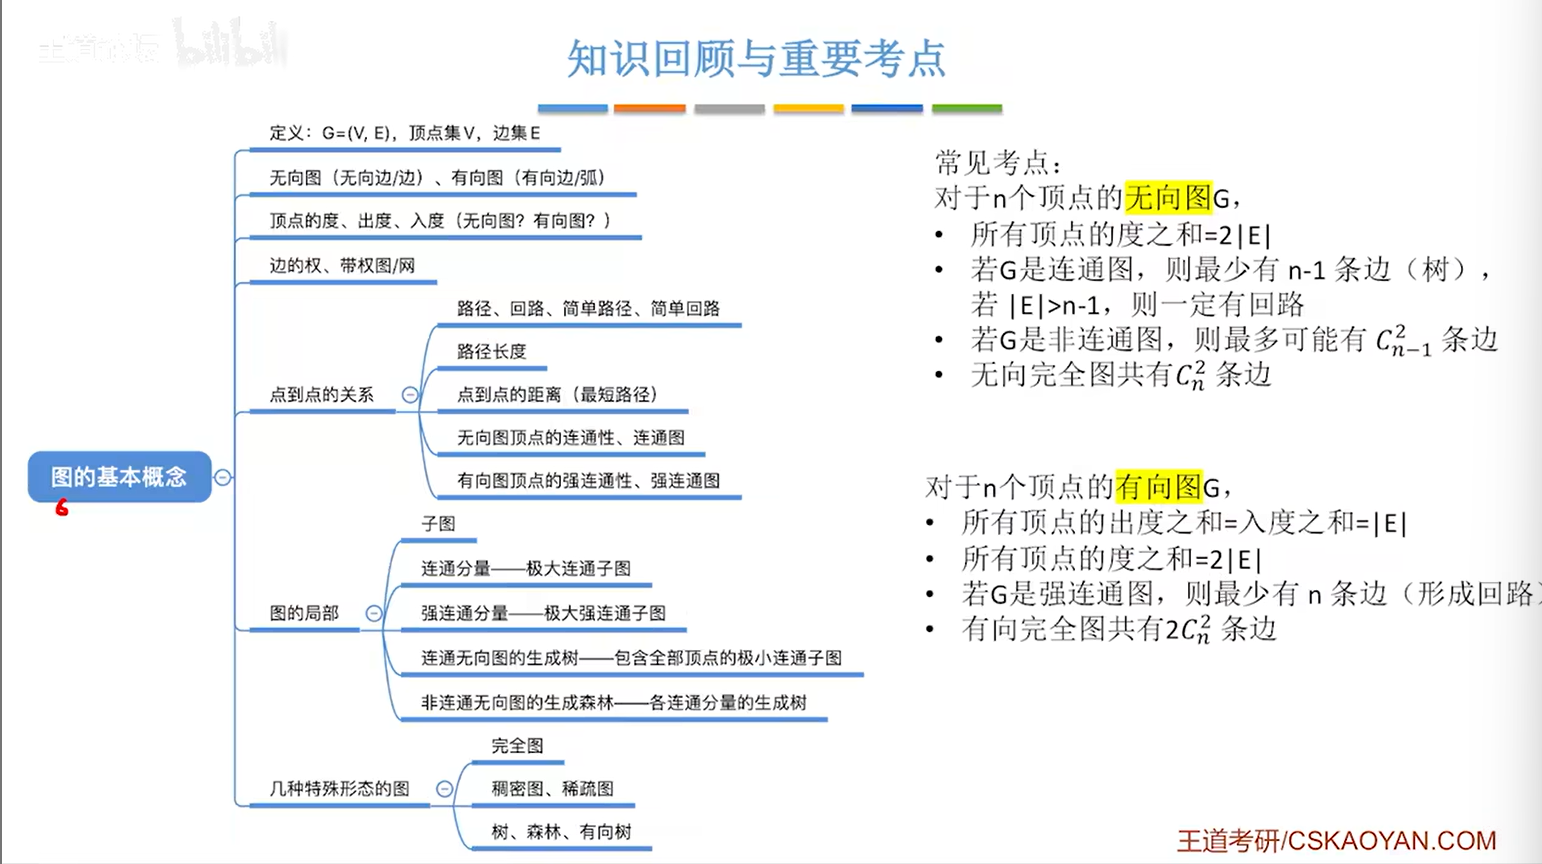 bilibili
知识回顾与重要考点
定义：G=(V, E)，顶点集V，边集E
无向图（无向边/边）、有向图（有向边/弧）
顶点的度、出度、入度（无向图？有向图？）
边的权、带权图/网
点到点的关系
路径、回路、简单路径、简单回路
路径长度
点到点的距离（最短路径）
无向图顶点的连通性、连通图
有向图顶点的强连通性、强连通图
图的基本概念
6
图的局部
子图
连通分量——极大连通子图
强连通分量——极大强连通子图
连通无向图的生成树——包含全部顶点的极小连通子图
非连通无向图的生成森林——各连通分量的生成树
几种特殊形态的图
完全图
稠密图、稀疏图
树、森林、有向树
常见考点：
对于n个顶点的无向图G，
• 所有顶点的度之和=2|E|
• 若G是连通图，则最少有 n-1 条边（树），
若 |E|>n-1，则一定有回路
• 若G是非连通图，则最多可能有 $C_{n-1}^2$ 条边
• 无向完全图共有$C_n^2$ 条边
对于n个顶点的有向图G，
• 所有顶点的出度之和=入度之和=|E|
• 所有顶点的度之和=2|E|
• 若G是强连通图，则最少有 n 条边（形成回路）
• 有向完全图共有2$C_n^2$ 条边
王道考研/CSKAOYAN.COM